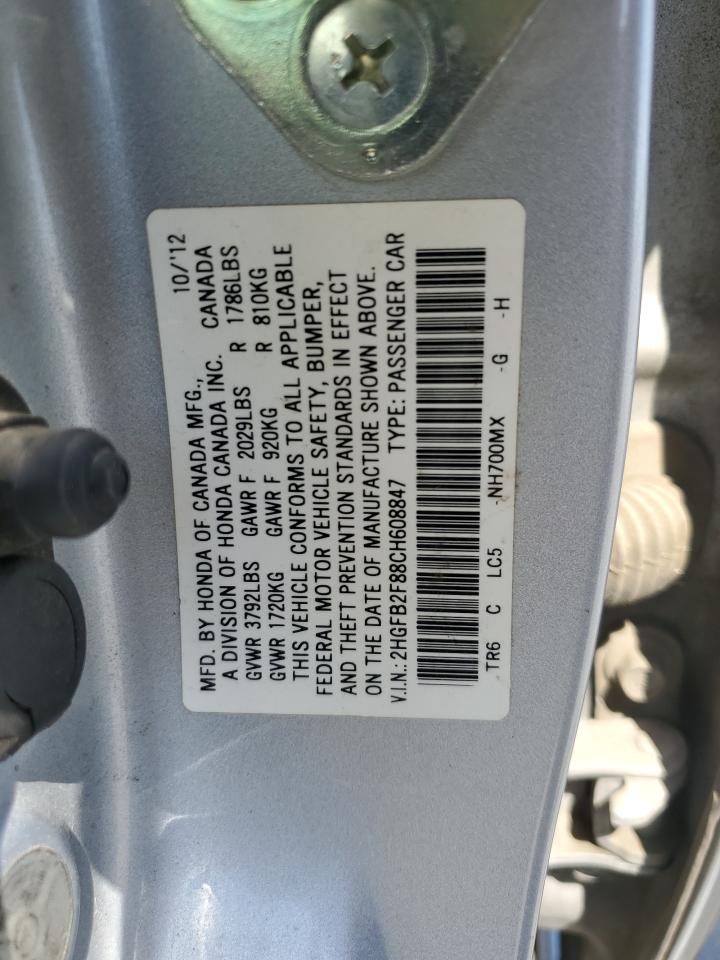 MFD. BY HONDA OF CANADA MFG., 10/'12
A DIVISION OF HONDA CANADA INC. CANADA
GVWR 3792LBS GAWR F 2029LBS R 1786LBS
GVWR 1720KG GAWR F 920KG R 810KG
THIS VEHICLE CONFORMS TO ALL APPLICABLE
FEDERAL MOTOR VEHICLE SAFETY, BUMPER,
AND THEFT PREVENTION STANDARDS IN EFFECT
ON THE DATE OF MANUFACTURE SHOWN ABOVE.
V.I.N.: 2HGFB2F88CH608847 TYPE: PASSENGER CAR
TR6 C LC5 -NH700MX -G -H